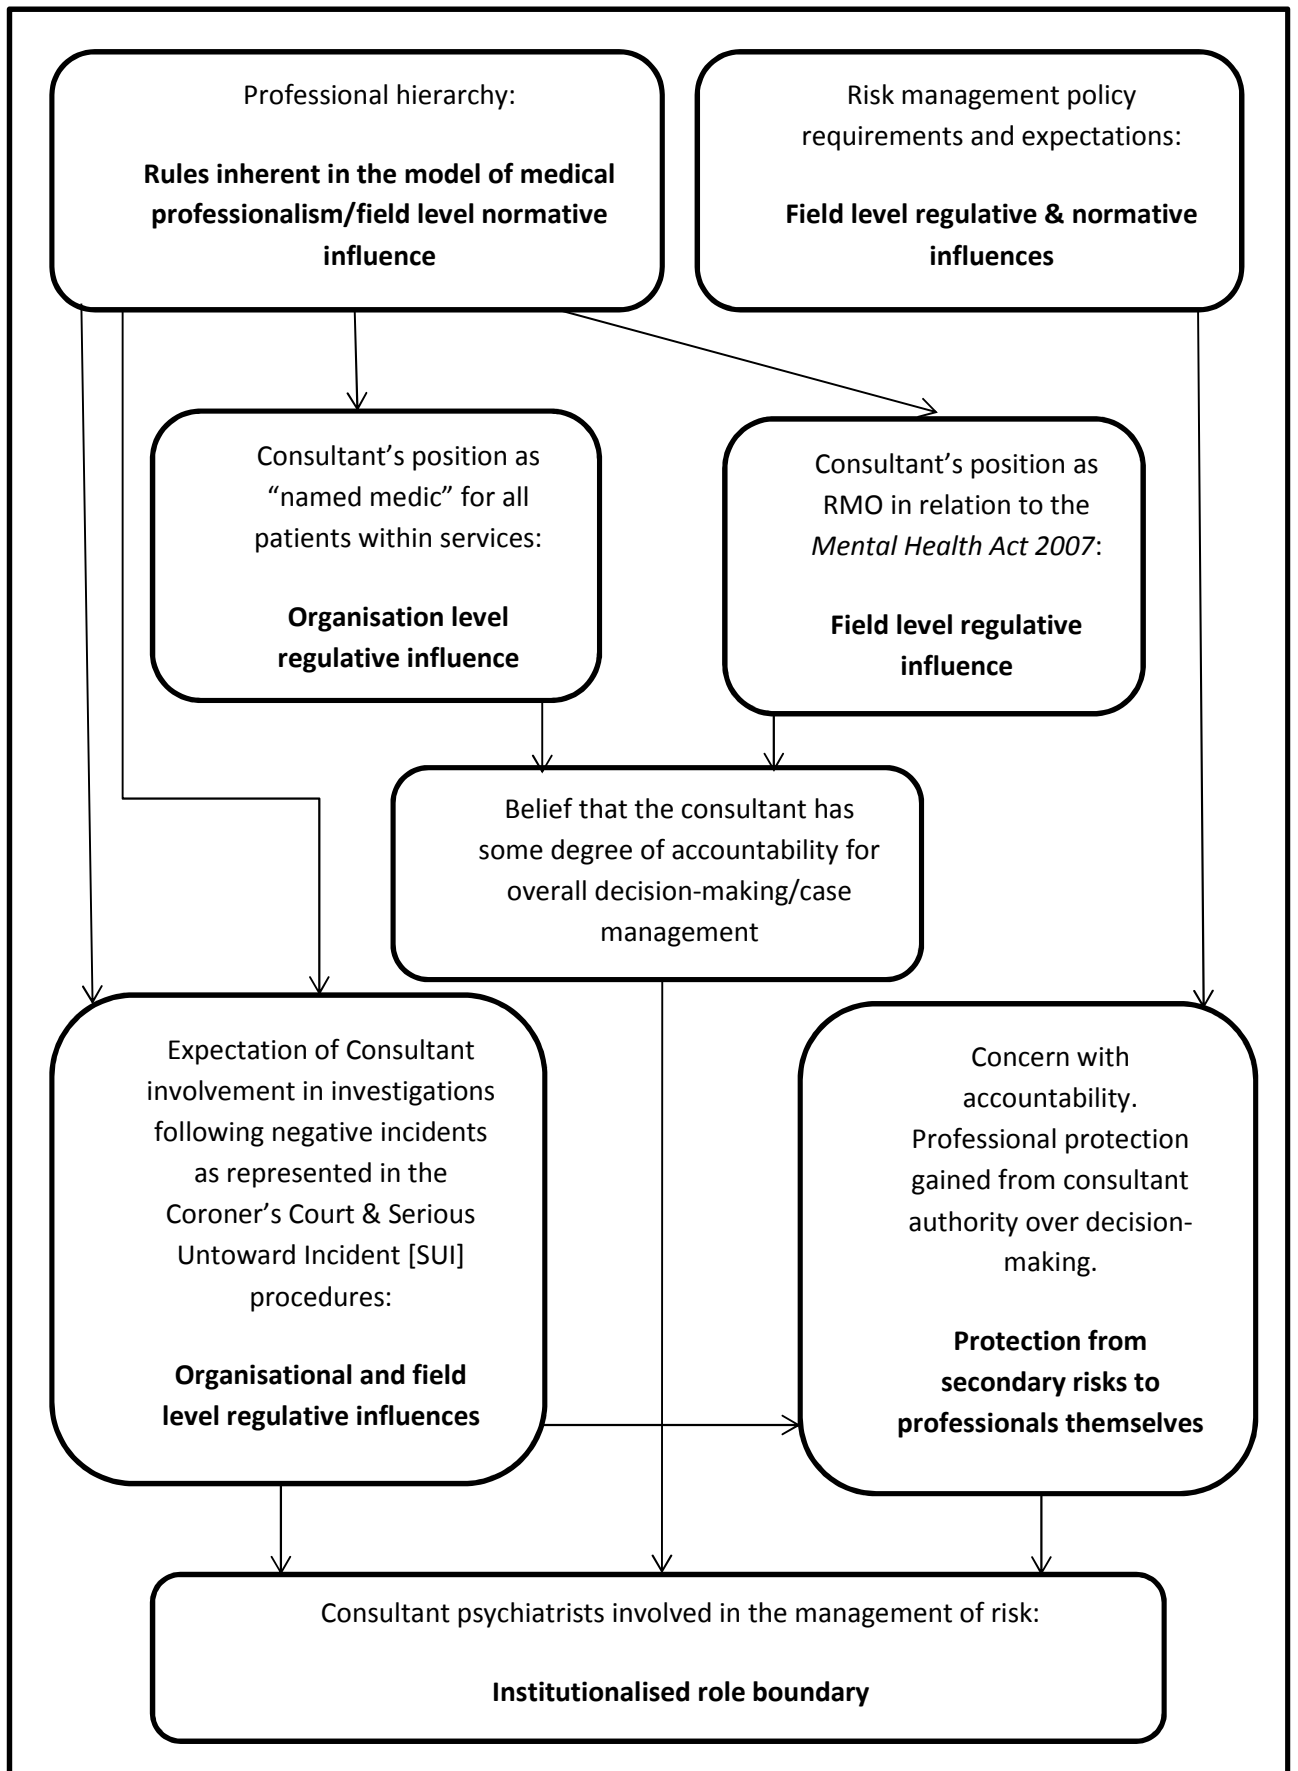 Professional hierarchy:
Rules inherent in the model of medical
professionalism/field level normative
influence
Risk management policy
requirements and expectations:
Field level regulative & normative
influences
Consultant’s position as
“named medic” for all
patients within services:
Organisation level
regulative influence
Consultant’s position as
RMO in relation to the
Mental Health Act 2007:
Field level regulative
influence
Belief that the consultant has
some degree of accountability for
overall decision-making/case
management
Expectation of Consultant
involvement in investigations
following negative incidents
as represented in the
Coroner’s Court & Serious
Untoward Incident [SUI]
procedures:
Organisational and field
level regulative influences
Concern with
accountability.
Professional protection
gained from consultant
authority over decision-
making.
Protection from
secondary risks to
professionals themselves
Consultant psychiatrists involved in the management of risk:
Institutionalised role boundary